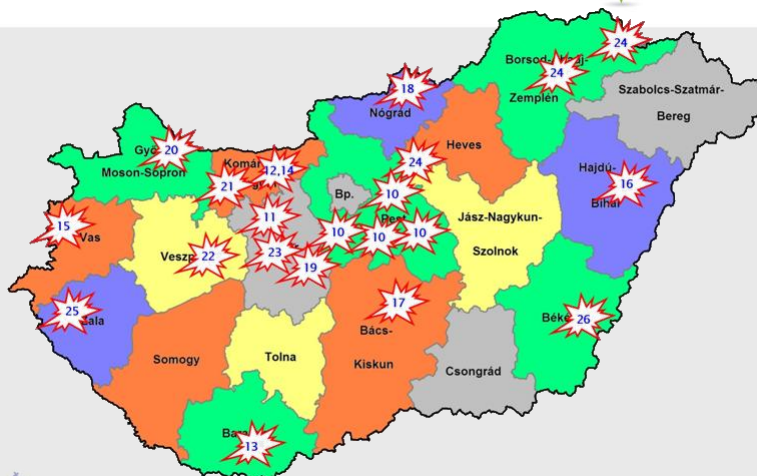 24
Borsod-
24
Zemplén
Szabolcs-Szatmár-
Bereg
18
Nógrád
Heves
20
Moson-Sopron
12,14
21
24
Bp.
10
Hajdú-
16
Jász-Nagykun-
Szolnok
15
Vas
11
10
10
10
22
23
19
25
17
Bács-
Kiskun
26
Somogy
Tolna
Csongrád
13